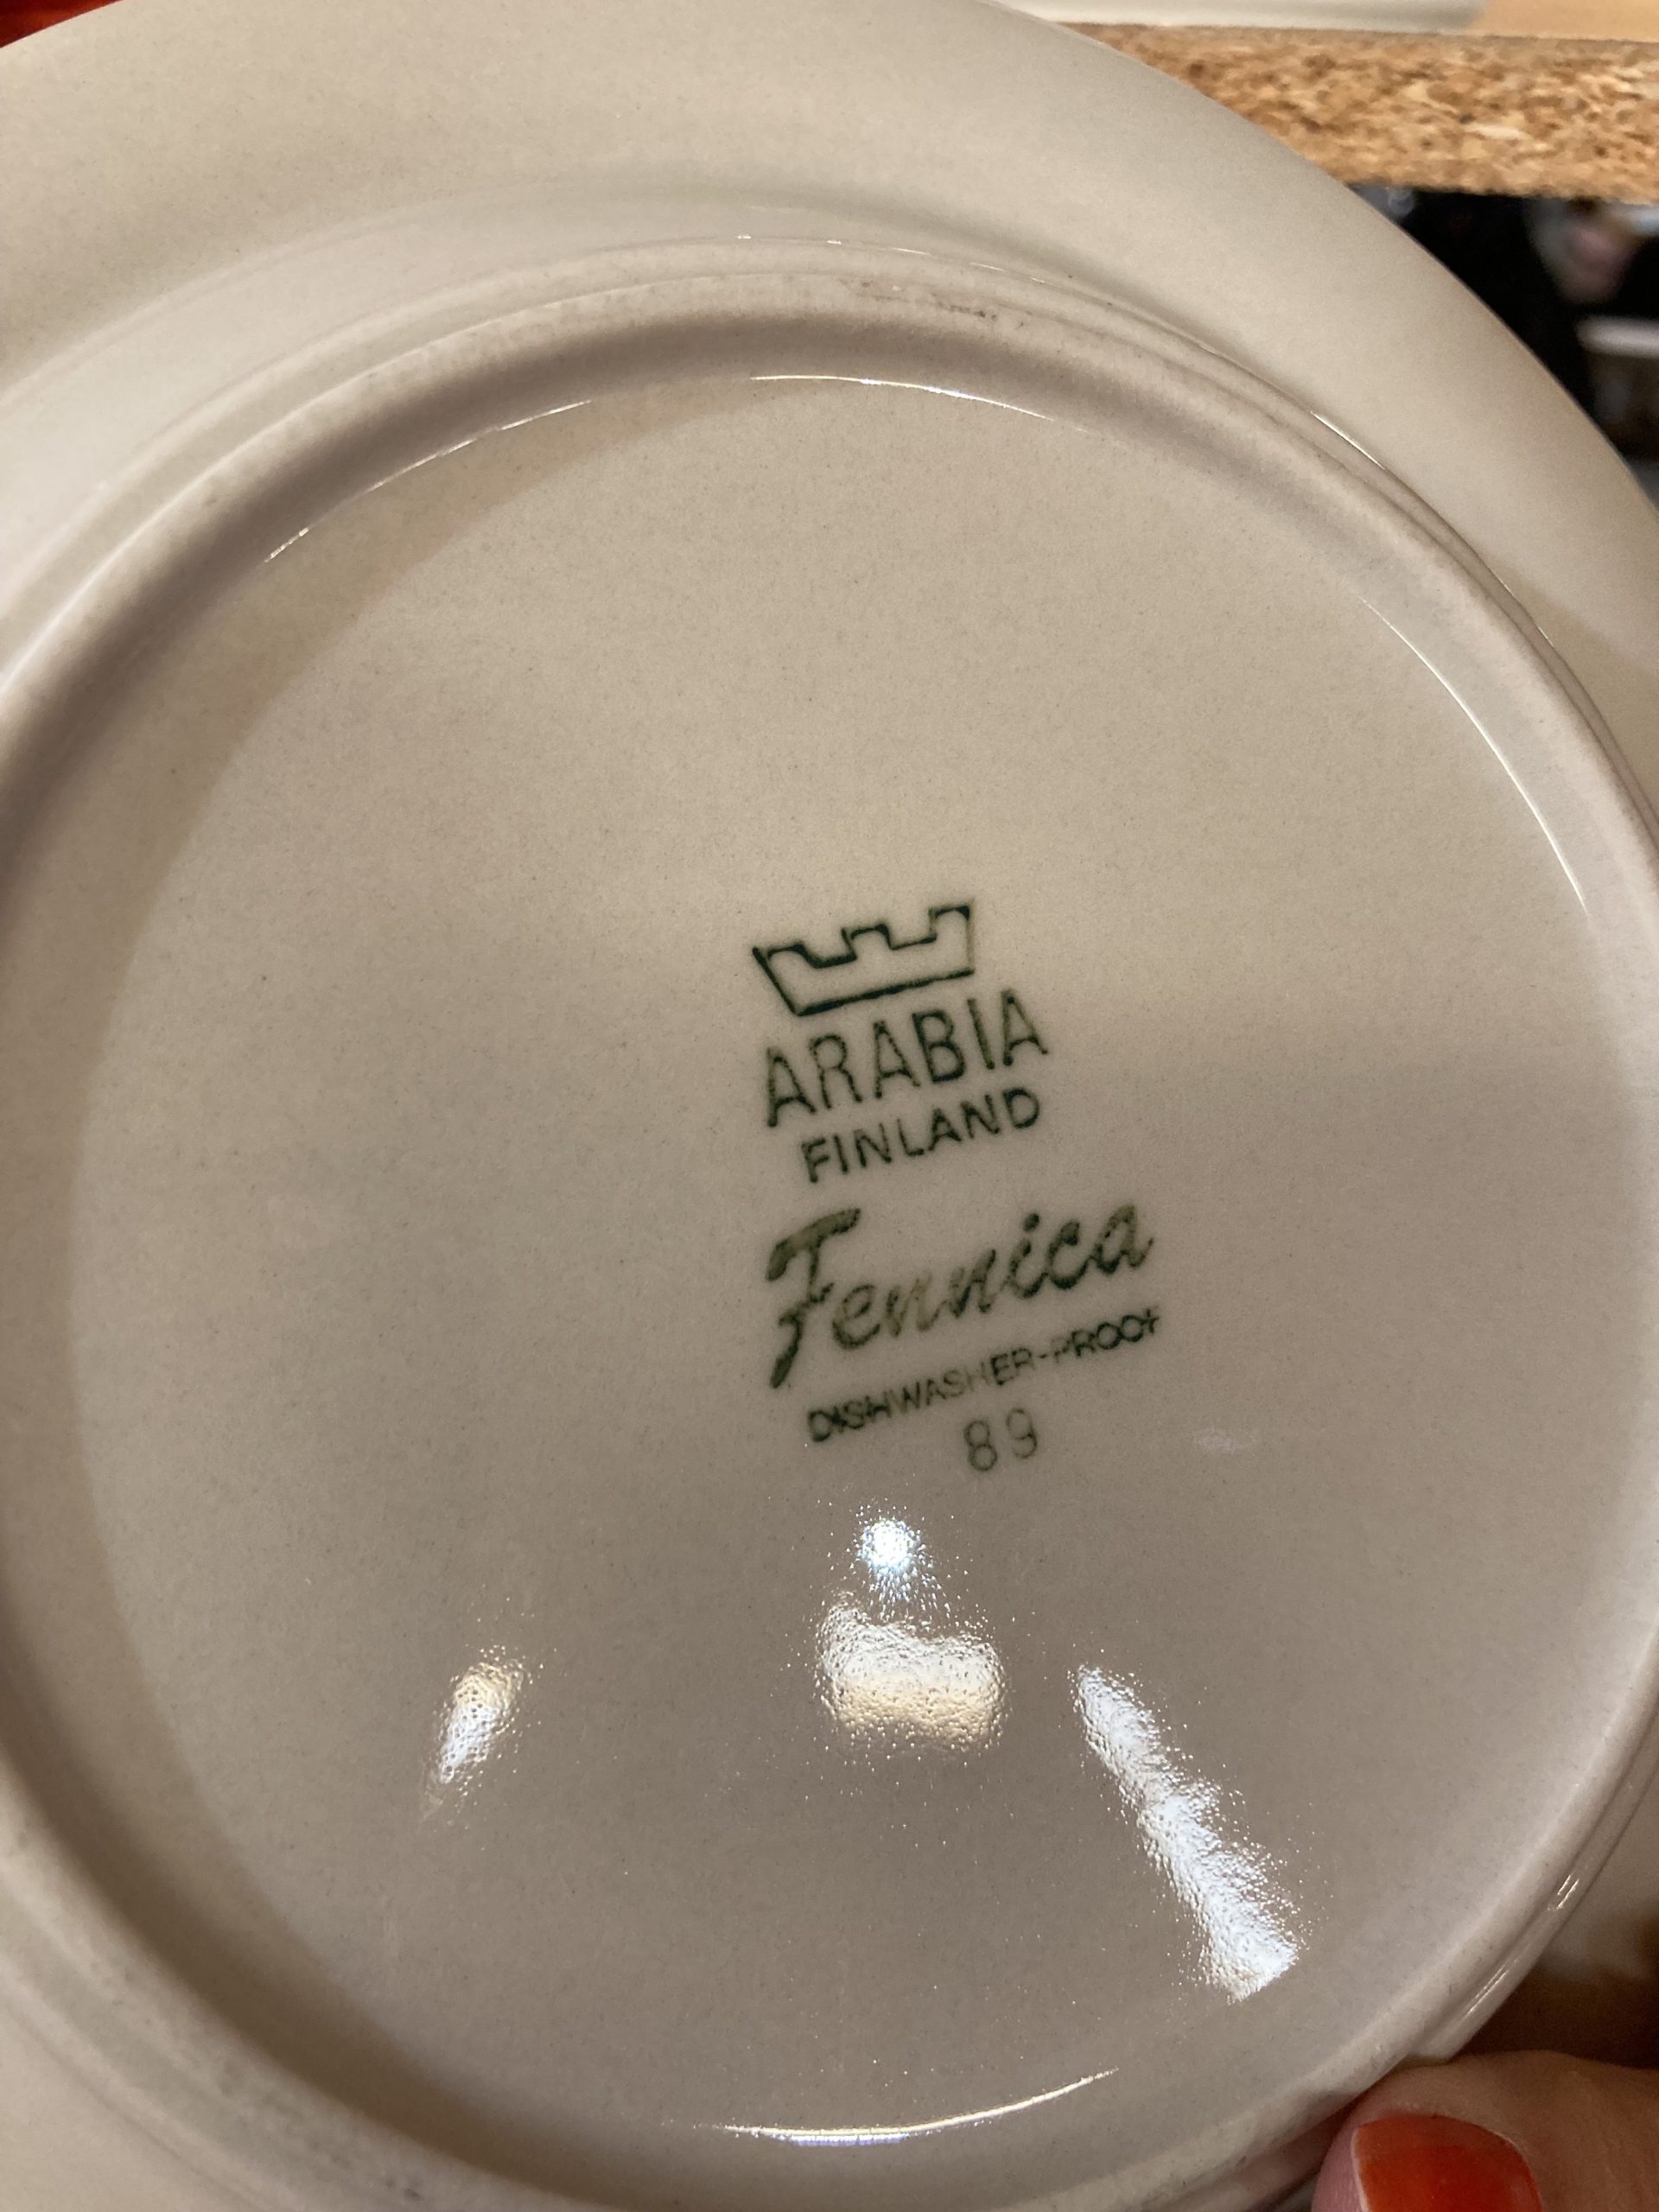 ARABIA
FINLAND
Fennica
DISHWASHER-PROOF
89